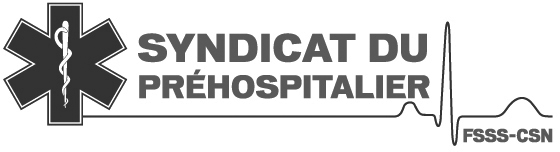 SYNDICAT DU
PRÉHOSPITALIER
FSSS-CSN